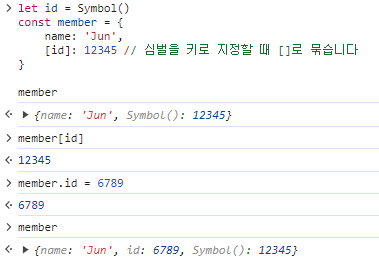 let id = Symbol()
const member = {
    name: 'Jun',
    [id]: 12345 // 심벌을 키로 지정할 때 []로 묶습니다
}
member
{name: 'Jun', Symbol(): 12345}
member[id]
12345
member.id = 6789
6789
member
{name: 'Jun', id: 6789, Symbol(): 12345}